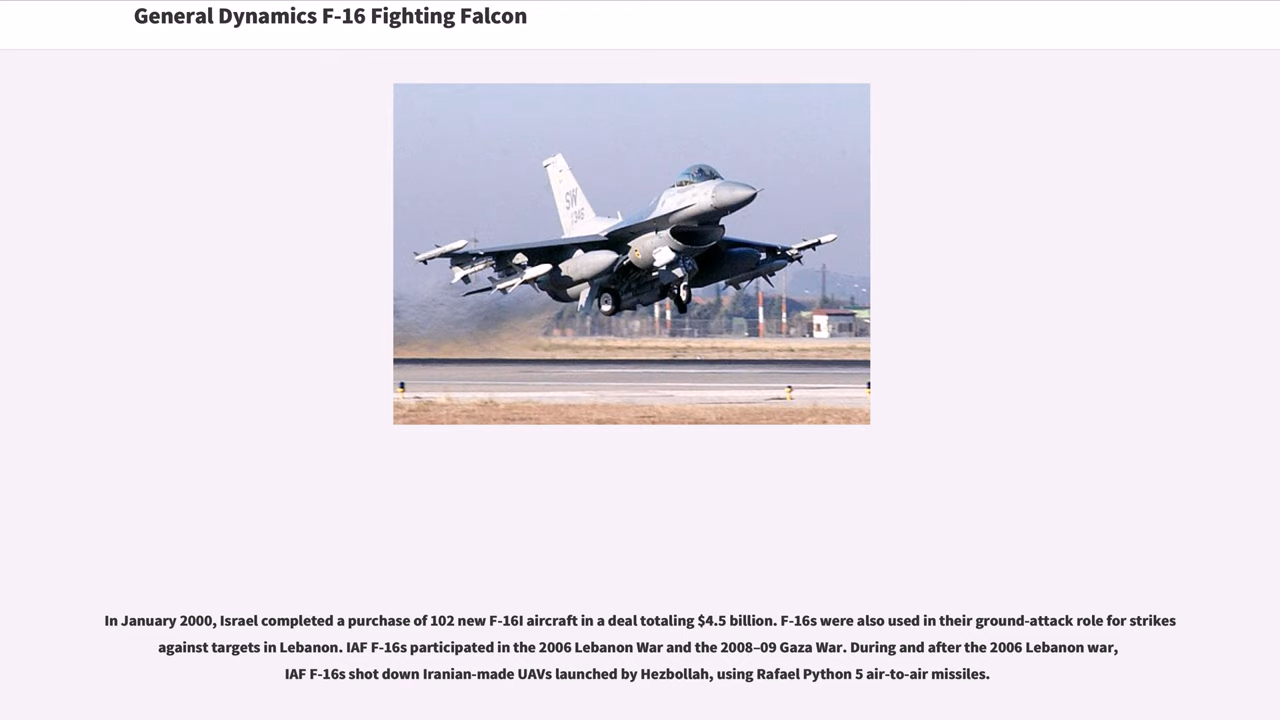 General Dynamics F-16 Fighting Falcon
SW
346
In January 2000, Israel completed a purchase of 102 new F-16I aircraft in a deal totaling $4.5 billion. F-16s were also used in their ground-attack role for strikes
against targets in Lebanon. IAF F-16s participated in the 2006 Lebanon War and the 2008–09 Gaza War. During and after the 2006 Lebanon war,
IAF F-16s shot down Iranian-made UAVs launched by Hezbollah, using Rafael Python 5 air-to-air missiles.